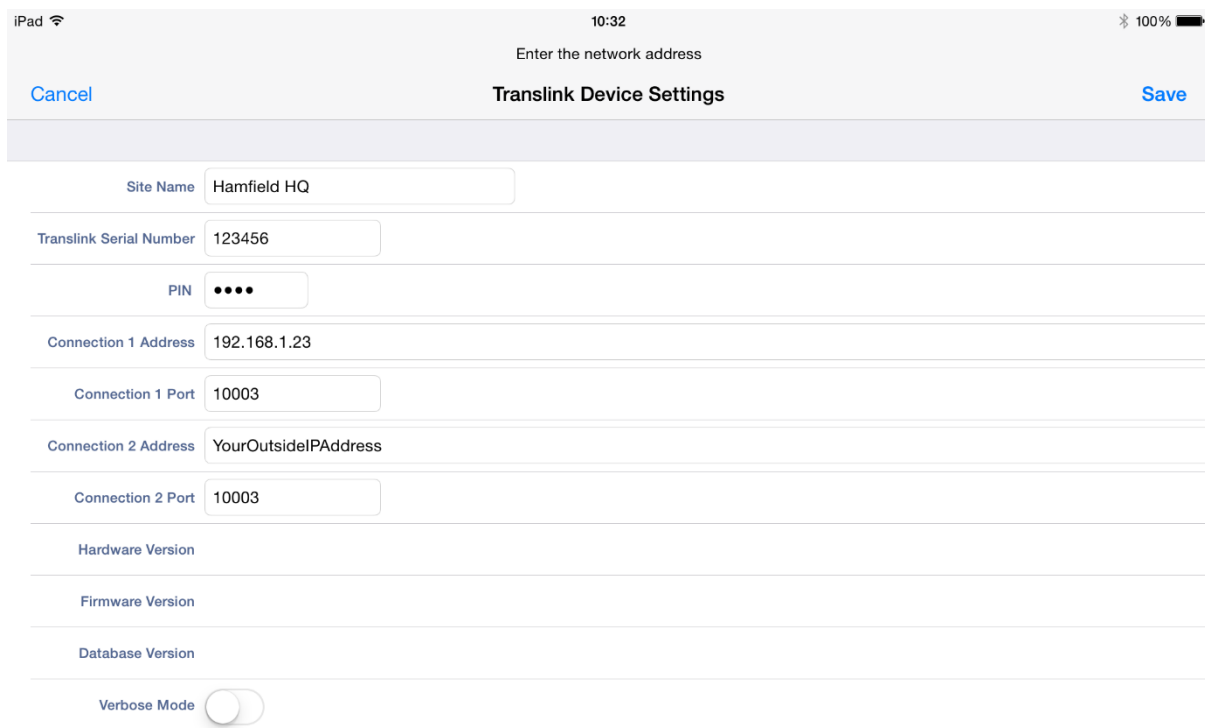 iPad 10:32 100%
Enter the network address
Cancel Translink Device Settings Save
Site Name Hamfield HQ
Translink Serial Number 123456
PIN ••••
Connection 1 Address 192.168.1.23
Connection 1 Port 10003
Connection 2 Address YourOutsideIPAddress
Connection 2 Port 10003
Hardware Version
Firmware Version
Database Version
Verbose Mode